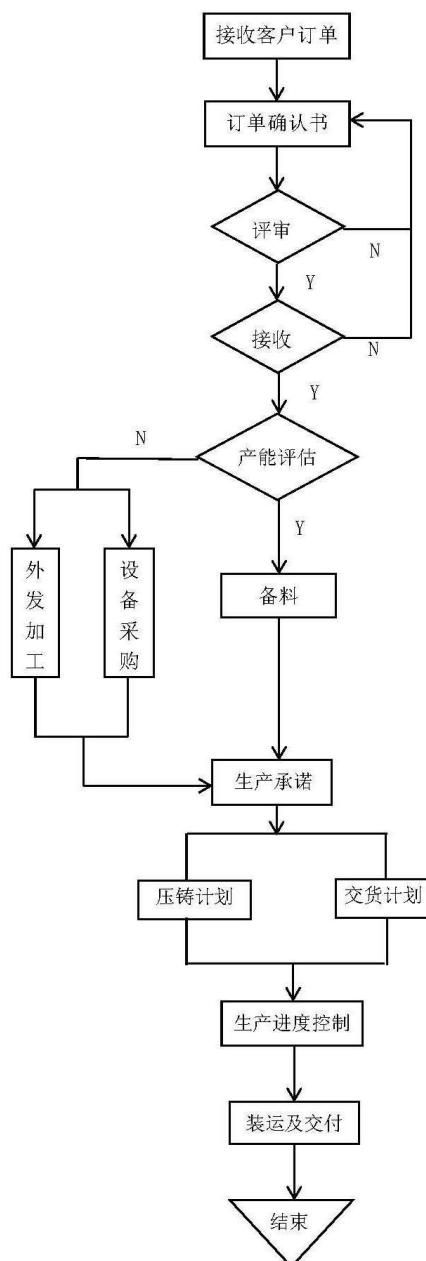 接收客户订单
订单确认书
评审
N
Y
接收
N
Y
N
产能评估
Y
外发加工
设备采购
备料
生产承诺
压铸计划
交货计划
生产进度控制
装运及交付
结束